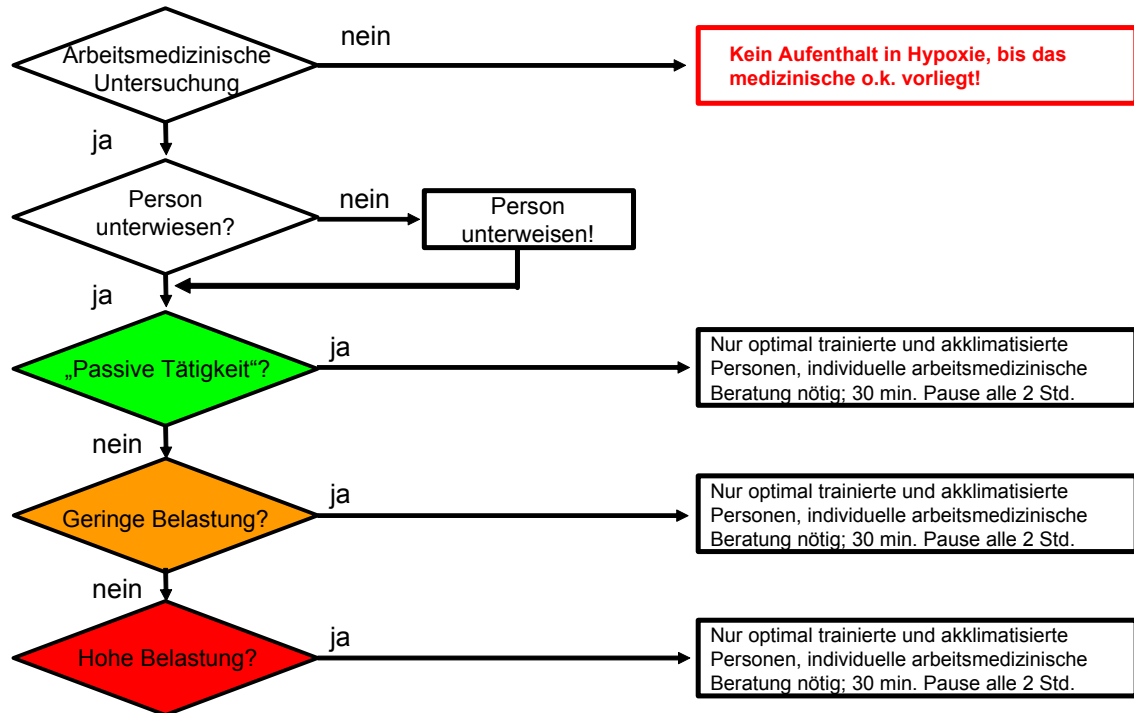 Arbeitsmedizinische
Untersuchung
nein
Kein Aufenthalt in Hypoxie, bis das
medizinische o.k. vorliegt!
ja
Person
unterwiesen?
nein
Person
unterweisen!
ja
„Passive Tätigkeit“?
ja
Nur optimal trainierte und akklimatisierte
Personen, individuelle arbeitsmedizinische
Beratung nötig; 30 min. Pause alle 2 Std.
nein
Geringe Belastung?
ja
Nur optimal trainierte und akklimatisierte
Personen, individuelle arbeitsmedizinische
Beratung nötig; 30 min. Pause alle 2 Std.
nein
Hohe Belastung?
ja
Nur optimal trainierte und akklimatisierte
Personen, individuelle arbeitsmedizinische
Beratung nötig; 30 min. Pause alle 2 Std.